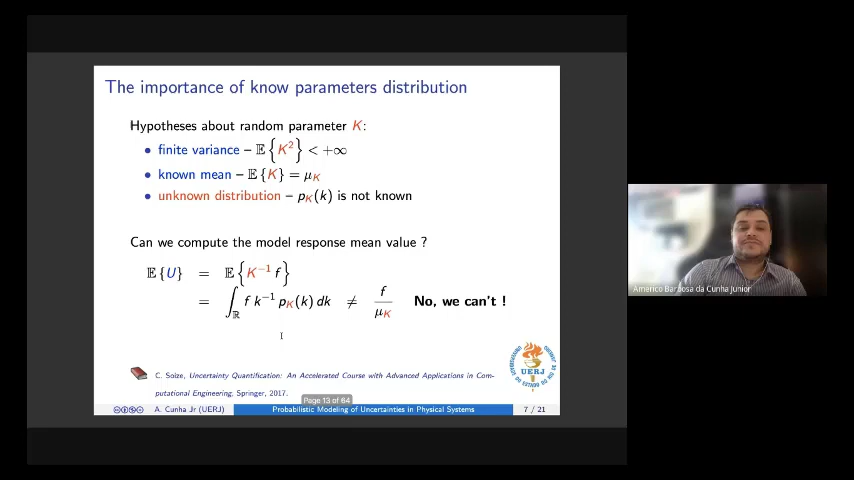 The importance of know parameters distribution
Hypotheses about random parameter K:
• finite variance – 𝔼{K²} < +∞
• known mean – 𝔼{K} = μ_K
• unknown distribution – p_K(k) is not known
Can we compute the model response mean value ?
𝔼{U} = 𝔼{K⁻¹ f}
= ∫_ℝ f k⁻¹ p_K(k) dk ≠ f / μ_K No, we can't !
C. Soize, Uncertainty Quantification: An Accelerated Course with Advanced Applications in Com-
putational Engineering, Springer, 2017.
Page 13 of 64
A. Cunha Jr (UERJ) Probabilistic Modeling of Uncertainties in Physical Systems 7 / 21
UERJ
Americo Barbosa da Cunha Junior